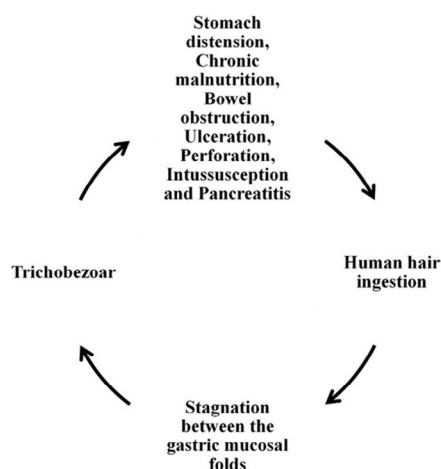 Stomach
distension,
Chronic
malnutrition,
Bowel
obstruction,
Ulceration,
Perforation,
Intussusception
and Pancreatitis
Human hair
ingestion
Stagnation
between the
gastric mucosal
folds
Trichobezoar